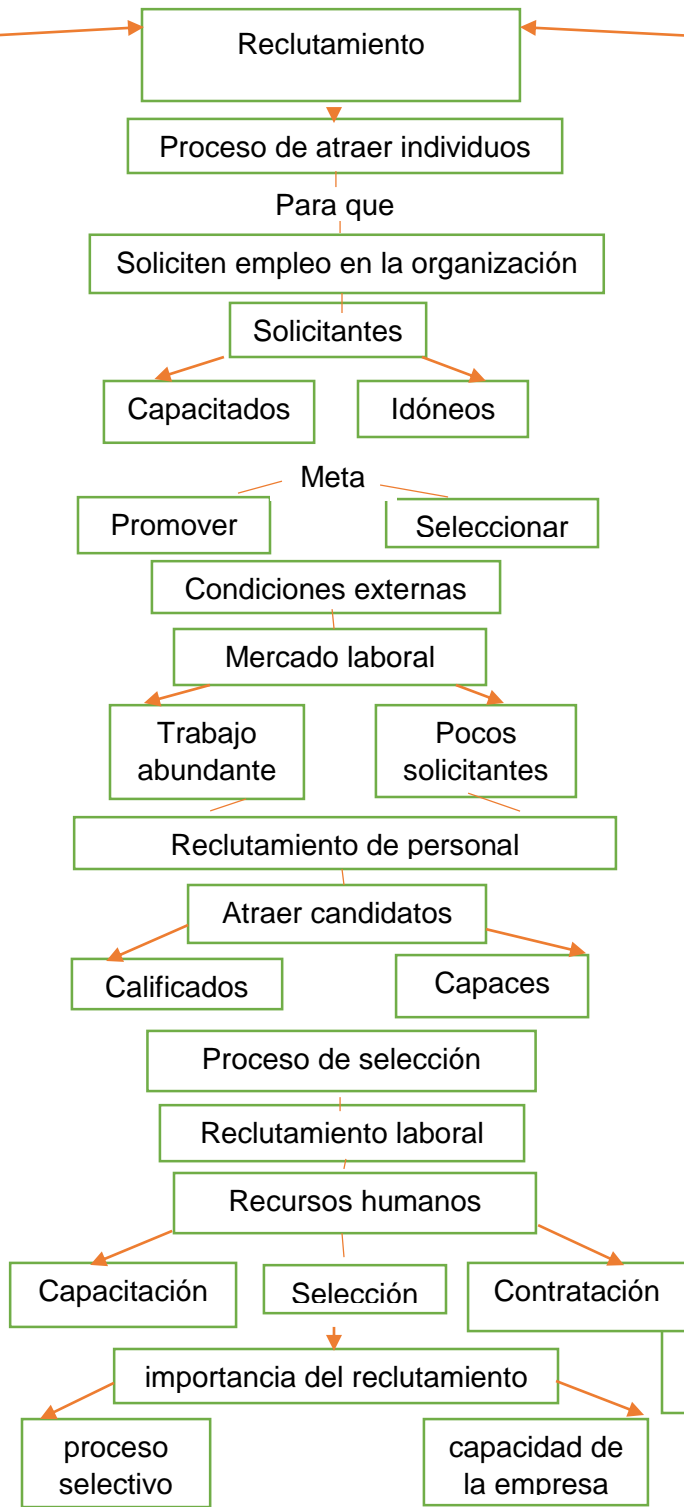 Reclutamiento
Proceso de atraer individuos
Para que
Soliciten empleo en la organización
Solicitantes
Capacitados
Idóneos
Meta
Promover
Seleccionar
Condiciones externas
Mercado laboral
Trabajo
abundante
Pocos
solicitantes
Reclutamiento de personal
Atraer candidatos
Calificados
Capaces
Proceso de selección
Reclutamiento laboral
Recursos humanos
Capacitación
Selección
Contratación
importancia del reclutamiento
proceso
selectivo
capacidad de
la empresa